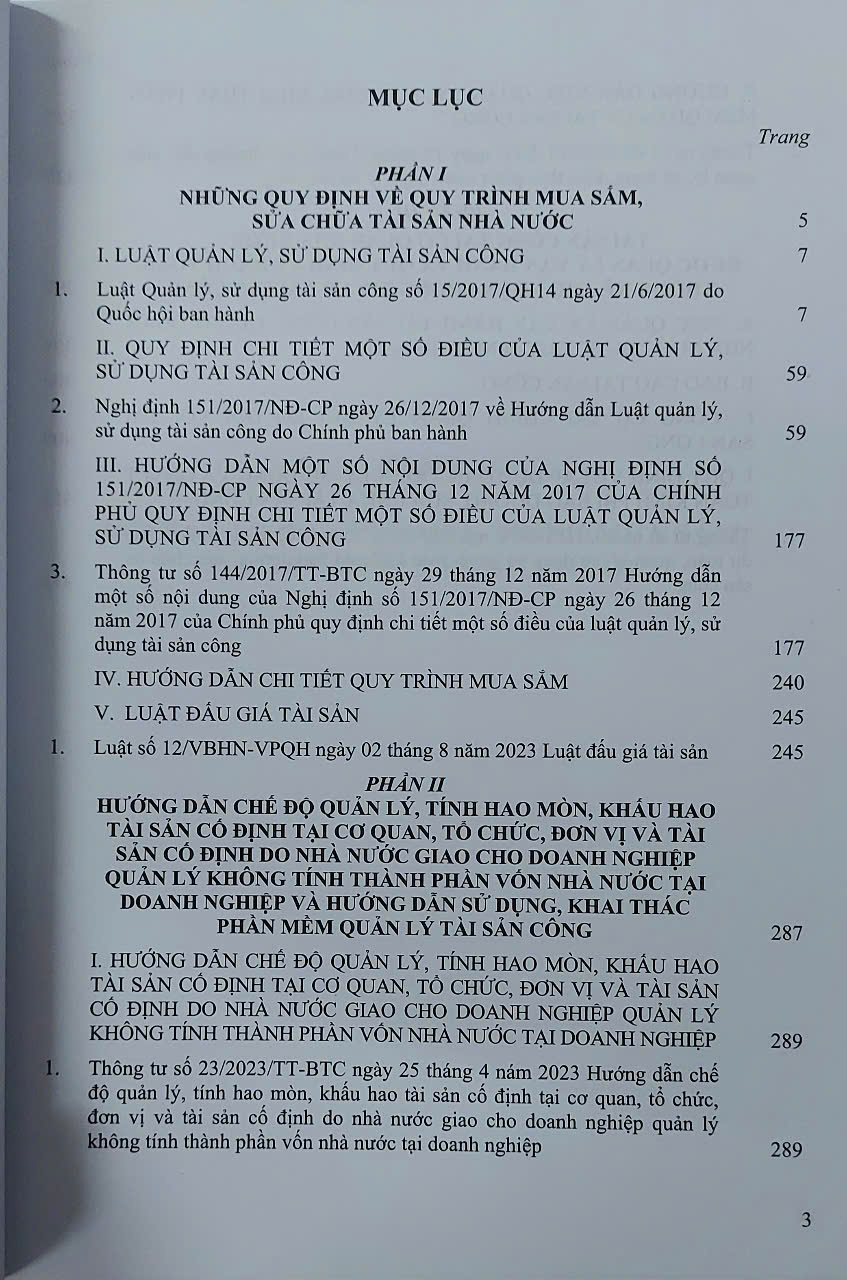 MỤC LỤC
Trang
PHẦN I
NHỮNG QUY ĐỊNH VỀ QUY TRÌNH MUA SẮM,
SỬA CHỮA TÀI SẢN NHÀ NƯỚC 5
I. LUẬT QUẢN LÝ, SỬ DỤNG TÀI SẢN CÔNG 7
1. Luật Quản lý, sử dụng tài sản công số 15/2017/QH14 ngày 21/6/2017 do
Quốc hội ban hành 7
II. QUY ĐỊNH CHI TIẾT MỘT SỐ ĐIỀU CỦA LUẬT QUẢN LÝ,
SỬ DỤNG TÀI SẢN CÔNG 59
2. Nghị định 151/2017/NĐ-CP ngày 26/12/2017 về Hướng dẫn Luật quản lý,
sử dụng tài sản công do Chính phủ ban hành 59
III. HƯỚNG DẪN MỘT SỐ NỘI DUNG CỦA NGHỊ ĐỊNH SỐ
151/2017/NĐ-CP NGÀY 26 THÁNG 12 NĂM 2017 CỦA CHÍNH
PHỦ QUY ĐỊNH CHI TIẾT MỘT SỐ ĐIỀU CỦA LUẬT QUẢN LÝ,
SỬ DỤNG TÀI SẢN CÔNG 177
3. Thông tư số 144/2017/TT-BTC ngày 29 tháng 12 năm 2017 Hướng dẫn
một số nội dung của Nghị định số 151/2017/NĐ-CP ngày 26 tháng 12
năm 2017 của Chính phủ quy định chi tiết một số điều của luật quản lý, sử
dụng tài sản công 177
IV. HƯỚNG DẪN CHI TIẾT QUY TRÌNH MUA SẮM 240
V. LUẬT ĐẤU GIÁ TÀI SẢN 245
1. Luật số 12/VBHN-VPQH ngày 02 tháng 8 năm 2023 Luật đấu giá tài sản 245
PHẦN II
HƯỚNG DẪN CHẾ ĐỘ QUẢN LÝ, TÍNH HAO MÒN, KHẤU HAO
TÀI SẢN CỐ ĐỊNH TẠI CƠ QUAN, TỔ CHỨC, ĐƠN VỊ VÀ TÀI
SẢN CỐ ĐỊNH DO NHÀ NƯỚC GIAO CHO DOANH NGHIỆP
QUẢN LÝ KHÔNG TÍNH THÀNH PHẦN VỐN NHÀ NƯỚC TẠI
DOANH NGHIỆP VÀ HƯỚNG DẪN SỬ DỤNG, KHAI THÁC
PHẦN MỀM QUẢN LÝ TÀI SẢN CÔNG 287
I. HƯỚNG DẪN CHẾ ĐỘ QUẢN LÝ, TÍNH HAO MÒN, KHẤU HAO
TÀI SẢN CỐ ĐỊNH TẠI CƠ QUAN, TỔ CHỨC, ĐƠN VỊ VÀ TÀI SẢN
CỐ ĐỊNH DO NHÀ NƯỚC GIAO CHO DOANH NGHIỆP QUẢN LÝ
KHÔNG TÍNH THÀNH PHẦN VỐN NHÀ NƯỚC TẠI DOANH NGHIỆP 289
1. Thông tư số 23/2023/TT-BTC ngày 25 tháng 4 năm 2023 Hướng dẫn chế
độ quản lý, tính hao mòn, khấu hao tài sản cố định tại cơ quan, tổ chức,
đơn vị và tài sản cố định do nhà nước giao cho doanh nghiệp quản lý
không tính thành phần vốn nhà nước tại doanh nghiệp 289
3